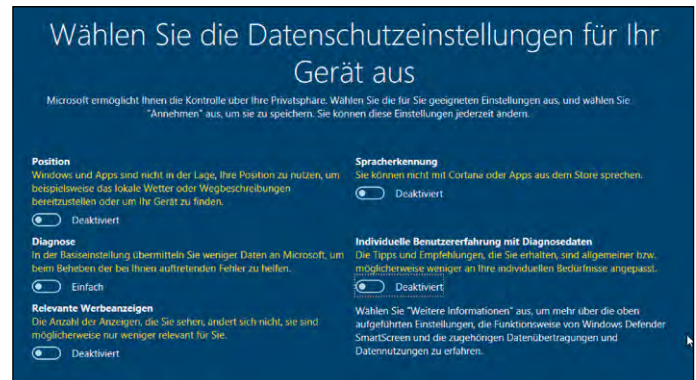 Wählen Sie die Datenschutzeinstellungen für Ihr
Gerät aus
Microsoft ermöglicht Ihnen die Kontrolle über Ihre Privatsphäre. Wählen Sie die für Sie geeigneten Einstellungen aus, und wählen Sie
"Annehmen" aus, um sie zu speichern. Sie können diese Einstellungen jederzeit ändern.
Position
Windows und Apps sind nicht in der Lage, Ihre Position zu nutzen, um
beispielsweise das lokale Wetter oder Wegbeschreibungen
bereitzustellen oder um Ihr Gerät zu finden.
Deaktiviert
Spracherkennung
Sie können nicht mit Cortana oder Apps aus dem Store sprechen.
Deaktiviert
Diagnose
In der Basiseinstellung übermitteln Sie weniger Daten an Microsoft, um
beim Beheben der bei Ihnen auftretenden Fehler zu helfen.
Einfach
Individuelle Benutzererfahrung mit Diagnosedaten
Die Tipps und Empfehlungen, die Sie erhalten, sind allgemeiner bzw.
möglicherweise weniger an Ihre individuellen Bedürfnisse angepasst.
Deaktiviert
Relevante Werbeanzeigen
Die Anzahl der Anzeigen, die Sie sehen, ändert sich nicht, sie sind
möglicherweise nur weniger relevant für Sie.
Deaktiviert
Wählen Sie "Weitere Informationen" aus, um mehr über die oben
aufgeführten Einstellungen, die Funktionsweise von Windows Defender
SmartScreen und die zugehörigen Datenübertragungen und
Datennutzungen zu erfahren.